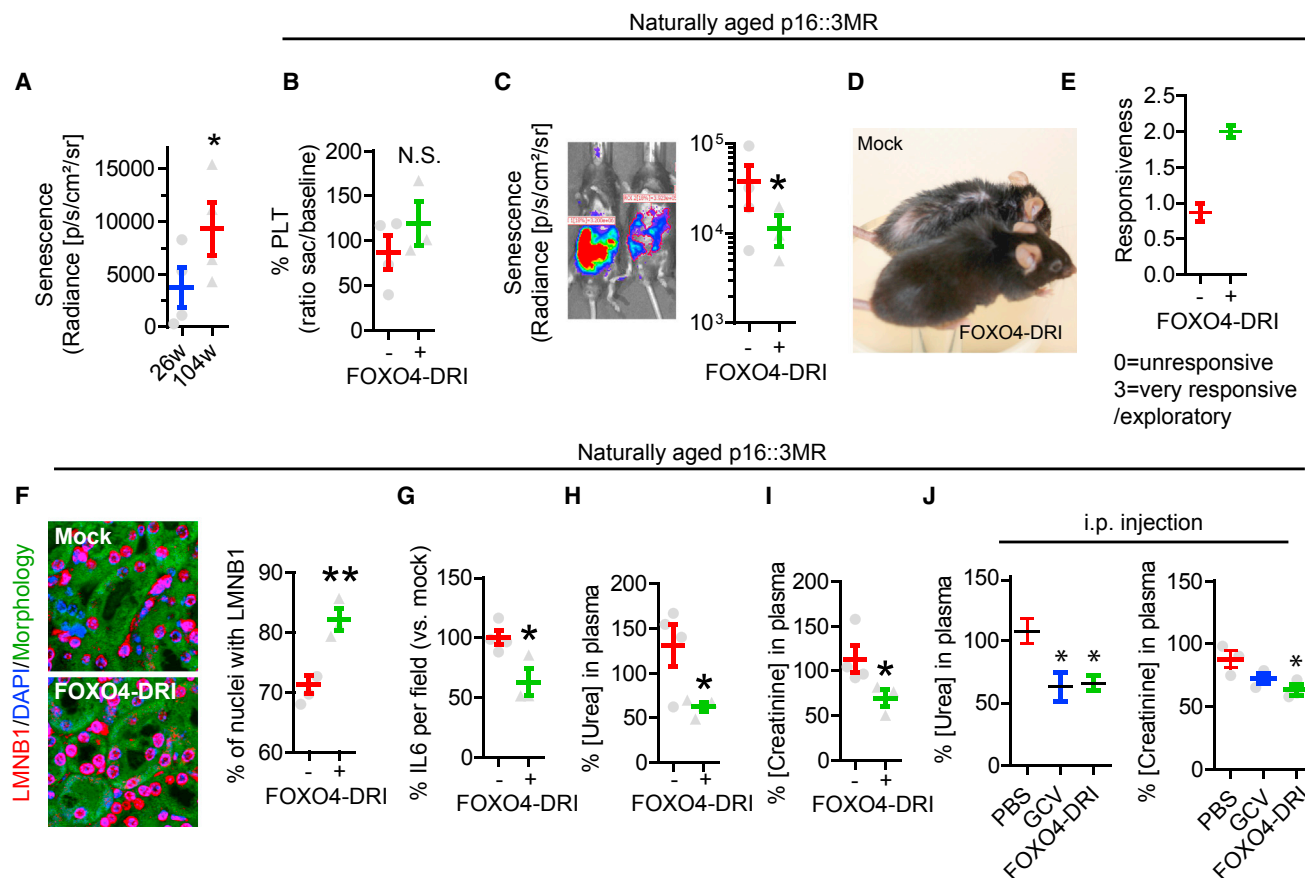 Naturally aged p16::3MR
A
Senescence
(Radiance [p/s/cm²/sr]
15000
10000
5000
0
*
26w
104w
B
% PLT
(ratio sac/baseline)
200
150
100
50
0
N.S.
- +
FOXO4-DRI
C
Senescence
(Radiance [p/s/cm²/sr]
10⁵
10⁴
10³
*
- +
FOXO4-DRI
D
Mock
FOXO4-DRI
E
Responsiveness
2.5
2.0
1.5
1.0
0.5
0.0
- +
FOXO4-DRI
0=unresponsive
3=very responsive
/exploratory
Naturally aged p16::3MR
F
LMNB1/DAPI/Morphology
Mock
FOXO4-DRI
% of nuclei with LMNB1
90
80
70
60
**
- +
FOXO4-DRI
G
% IL6 per field (vs. mock)
150
100
50
0
*
- +
FOXO4-DRI
H
% [Urea] in plasma
200
150
100
50
0
*
- +
FOXO4-DRI
I
% [Creatinine] in plasma
200
150
100
50
0
*
- +
FOXO4-DRI
J
i.p. injection
% [Urea] in plasma
150
100
50
0
* *
PBS
GCV
FOXO4-DRI
% [Creatinine] in plasma
150
100
50
0
*
PBS
GCV
FOXO4-DRI